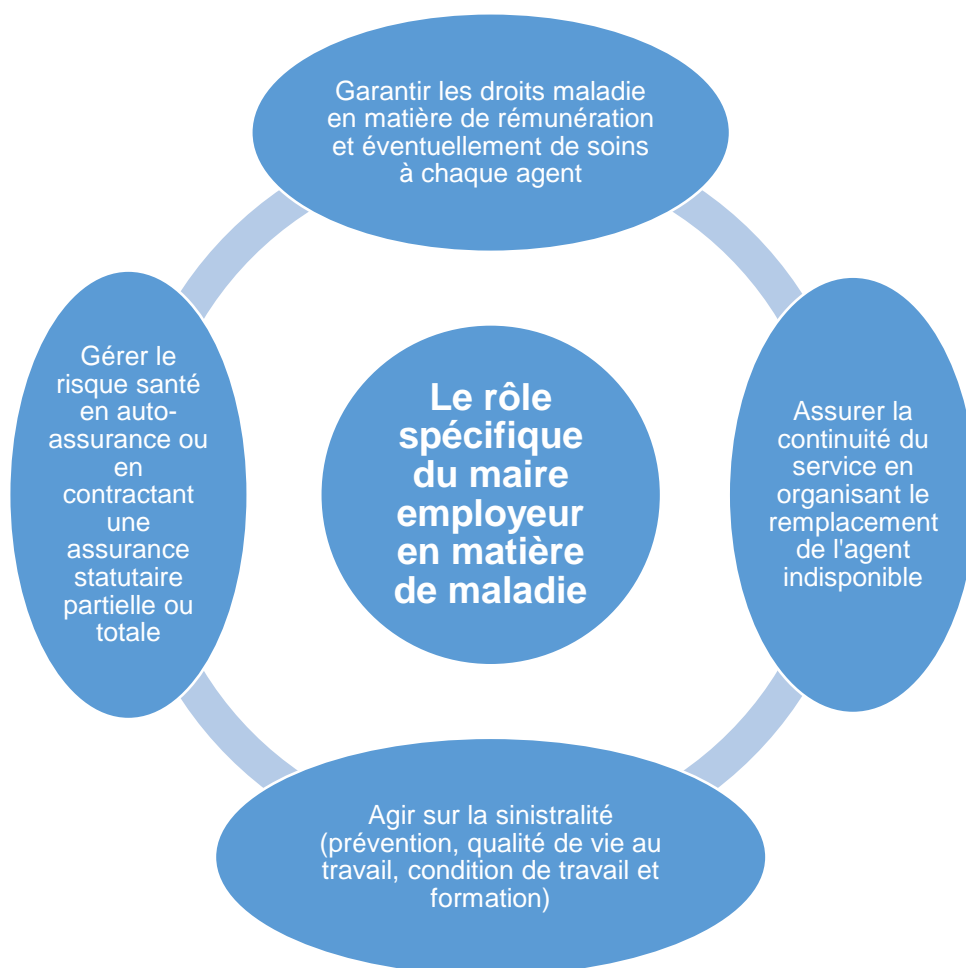 Garantir les droits maladie
en matière de rémunération
et éventuellement de soins
à chaque agent
Gérer le
risque santé
en auto-
assurance ou
en
contractant
une
assurance
statutaire
partielle ou
totale
Le rôle
spécifique
du maire
employeur
en matière
de maladie
Assurer la
continuité du
service en
organisant le
remplacement
de l'agent
indisponible
Agir sur la sinistralité
(prévention, qualité de vie au
travail, condition de travail et
formation)